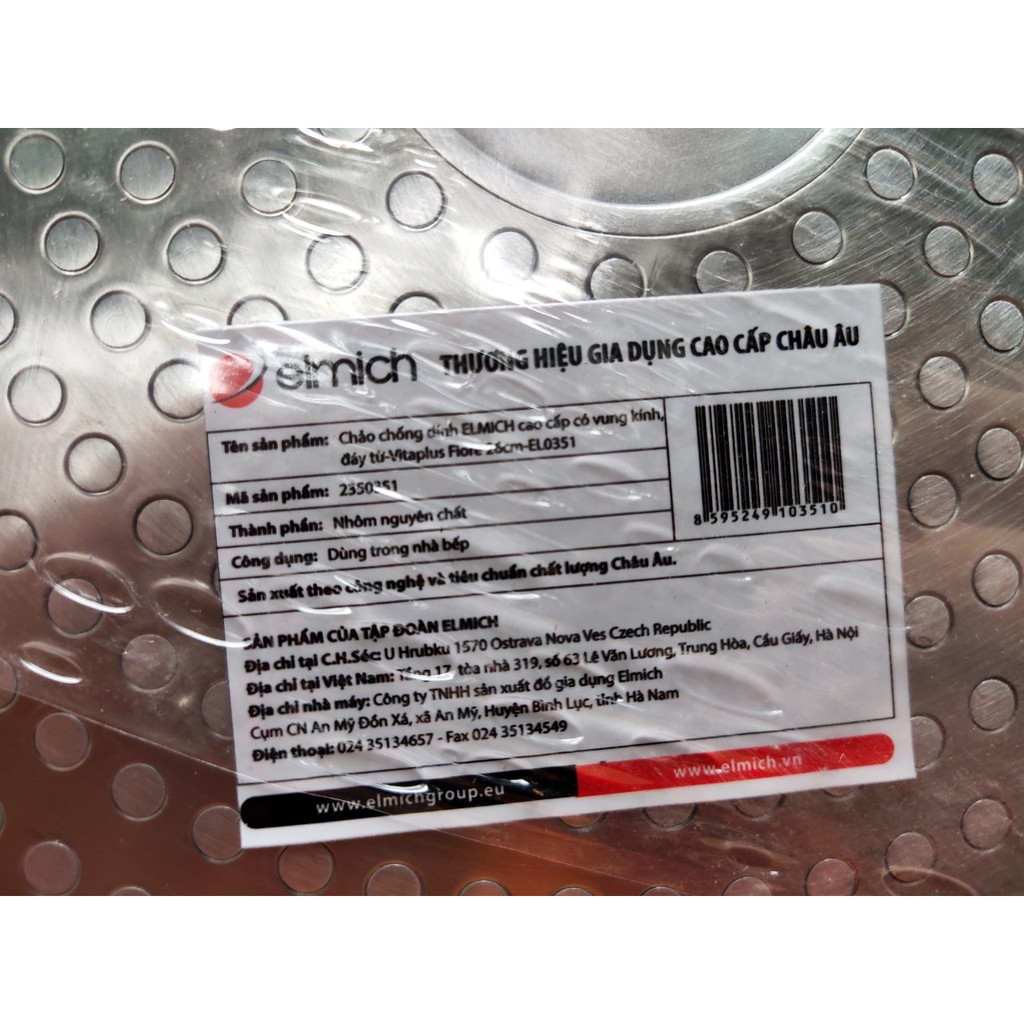 elmich THƯƠNG HIỆU GIA DỤNG CAO CẤP CHÂU ÂU
Tên sản phẩm: Chảo chống dính ELMICH cao cấp có vung kính,
đáy từ-Vitaplus Fiore 26cm-EL0351
Mã sản phẩm: 2350351
Thành phần: Nhôm nguyên chất
Công dụng: Dùng trong nhà bếp
8 595249 103510
Sản xuất theo công nghệ và tiêu chuẩn chất lượng Châu Âu.
SẢN PHẨM CỦA TẬP ĐOÀN ELMICH
Địa chỉ tại C.H.Séc: U Hrubku 1570 Ostrava Nova Ves Czech Republic
Địa chỉ tại Việt Nam: Tầng 17, tòa nhà 319, số 63 Lê Văn Lương, Trung Hòa, Cầu Giấy, Hà Nội
Địa chỉ nhà máy: Công ty TNHH sản xuất đồ gia dụng Elmich
Cụm CN An Mỹ Đồn Xá, xã An Mỹ, Huyện Bình Lục, tỉnh Hà Nam
Điện thoại: 024 35134657 - Fax 024 35134549
www.elmichgroup.eu www.elmich.vn